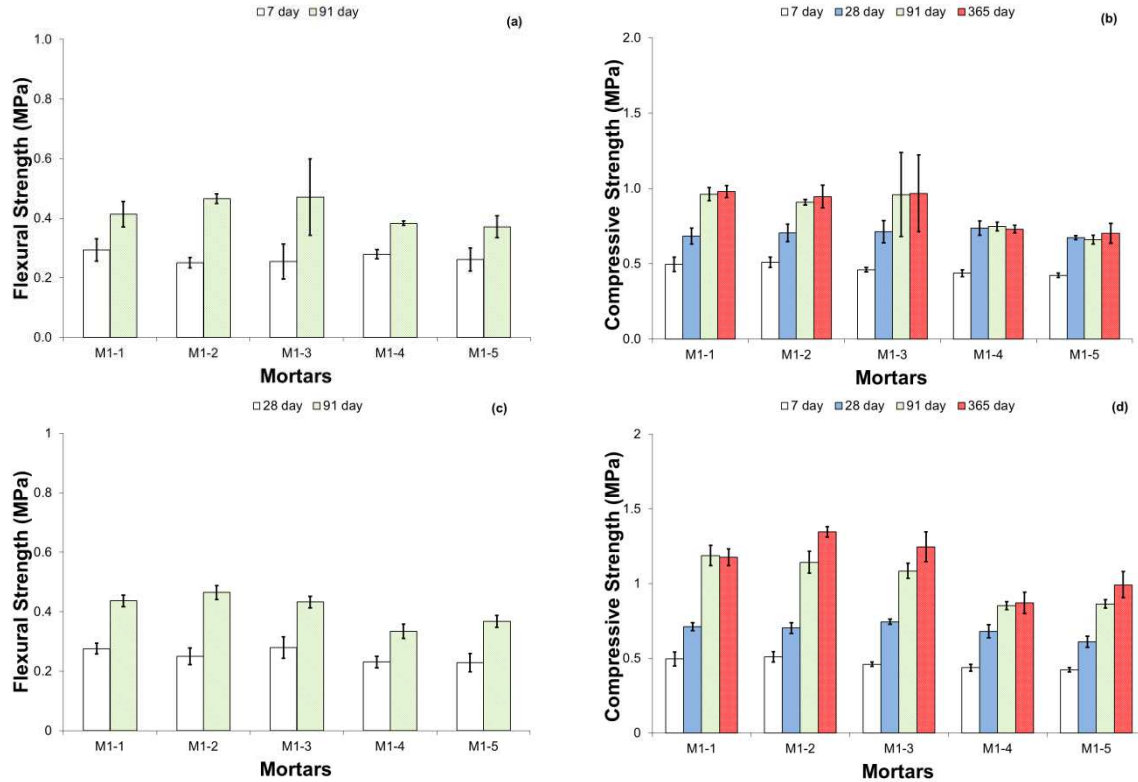 7 day 91 day
(a)
Flexural Strength (MPa)
1.0
0.8
0.6
0.4
0.2
0.0
M1-1 M1-2 M1-3 M1-4 M1-5
Mortars
7 day 28 day 91 day 365 day
(b)
Compressive Strength (MPa)
2.0
1.5
1.0
0.5
0.0
M1-1 M1-2 M1-3 M1-4 M1-5
Mortars
28 day 91 day
(c)
Flexural Strength (MPa)
1
0.8
0.6
0.4
0.2
0
M1-1 M1-2 M1-3 M1-4 M1-5
Mortars
7 day 28 day 91 day 365 day
(d)
Compressive Strength (MPa)
2
1.5
1
0.5
0
M1-1 M1-2 M1-3 M1-4 M1-5
Mortars